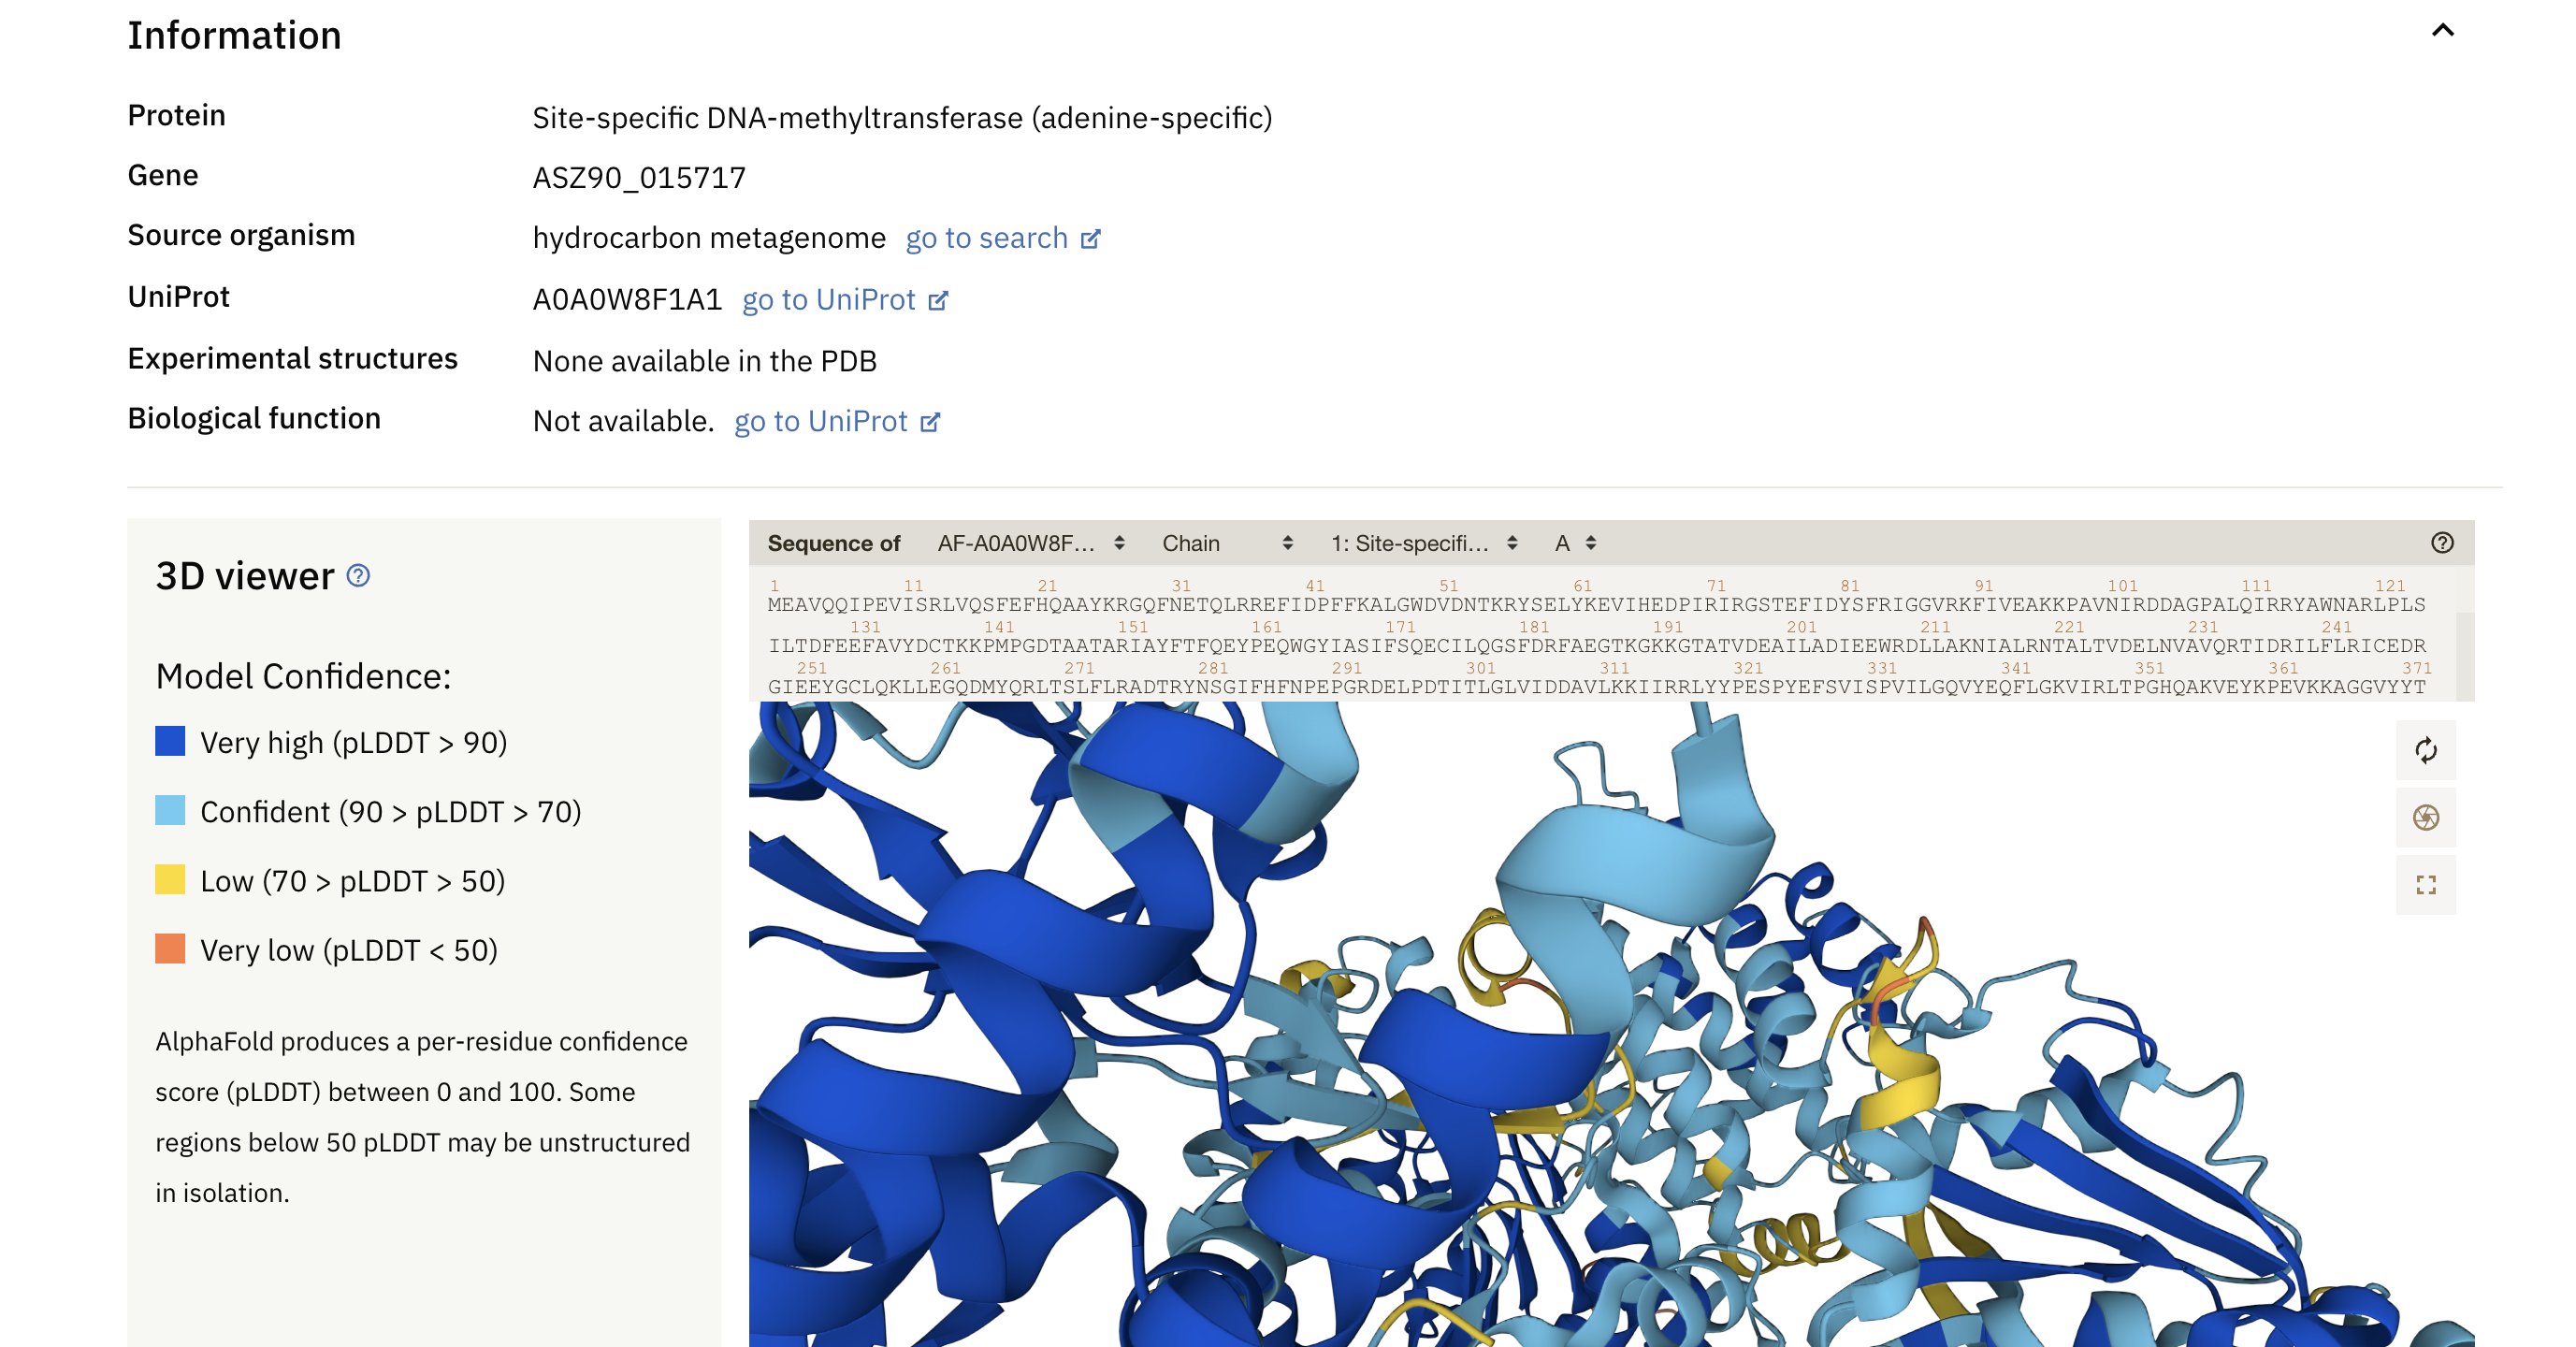 Information
Protein Site-specific DNA-methyltransferase (adenine-specific)
Gene ASZ90_015717
Source organism hydrocarbon metagenome go to search
UniProt A0A0W8F1A1 go to UniProt
Experimental structures None available in the PDB
Biological function Not available. go to UniProt
3D viewer
Model Confidence:
Very high (pLDDT > 90)
Confident (90 > pLDDT > 70)
Low (70 > pLDDT > 50)
Very low (pLDDT < 50)
AlphaFold produces a per-residue confidence
score (pLDDT) between 0 and 100. Some
regions below 50 pLDDT may be unstructured
in isolation.
Sequence of AF-A0A0W8F... Chain 1: Site-specifi... A
1 11 21 31 41 51 61 71 81 91 101 111 121
MEAVQQIPEVISRLVQSFEFHQAAYKRGQFNETQLRREFIDPFFKALGWDVDNTKRYSELYKEVIHEDPIRIRGSTEFIDYSFRIGGVRKFIVEAKKPAVNIRDDAGPALQIRRYAWNARLPLS
131 141 151 161 171 181 191 201 211 221 231 241
ILTDFEEFAVYDCTKKPMPGDTAATARIAYFTFQEYPEQWGYIASIFSQECILQGSFDRFAEGTKGKKGTATVDEAILADIEEWRDLLAKNIALRNTALTVDELNVAVQRTIDRILFLRICEDR
251 261 271 281 291 301 311 321 331 341 351 361 371
GIEEYGCLQKLLEGQDMYQRLTSLFLRADTRYNSGIFHFNPEPGRDELPDTITLGLVIDDAVLKKIIRRLYYPESPYEFSVISPVILGQVYEQFLGKVIRLTPGHQAKVEYKPEVKKAGGVYYT